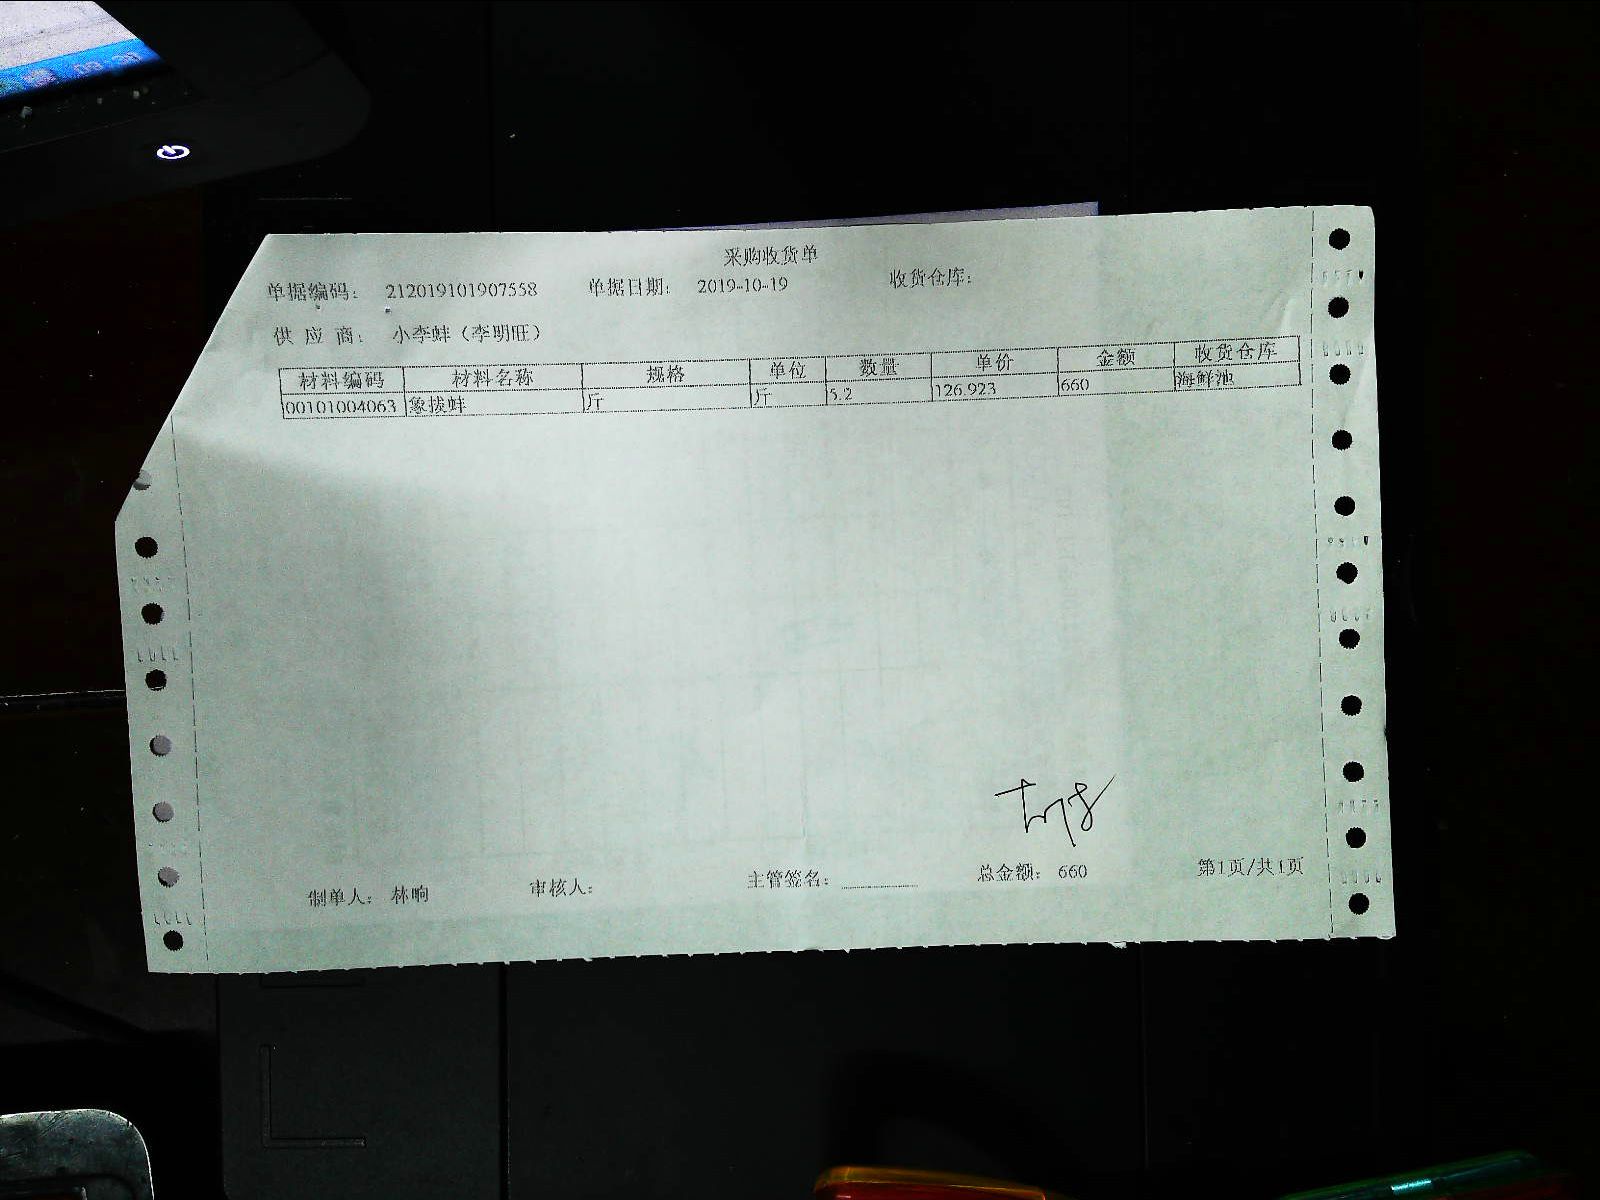 采购收货单
单据编码： 212019101907558 单据日期： 2019-10-19 收货仓库：
供 应 商： 小李蚌（李明旺）
材料编码 材料名称 规格 单位 数量 单价 金额 收货仓库
00101004063 象拔蚌 斤 斤 5.2 126.923 660 海鲜池
制单人： 林响 审核人： 主管签名： 总金额： 660 第1页/共1页